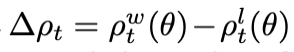 Δρ_t = ρ_t^w(θ) − ρ_t^l(θ)